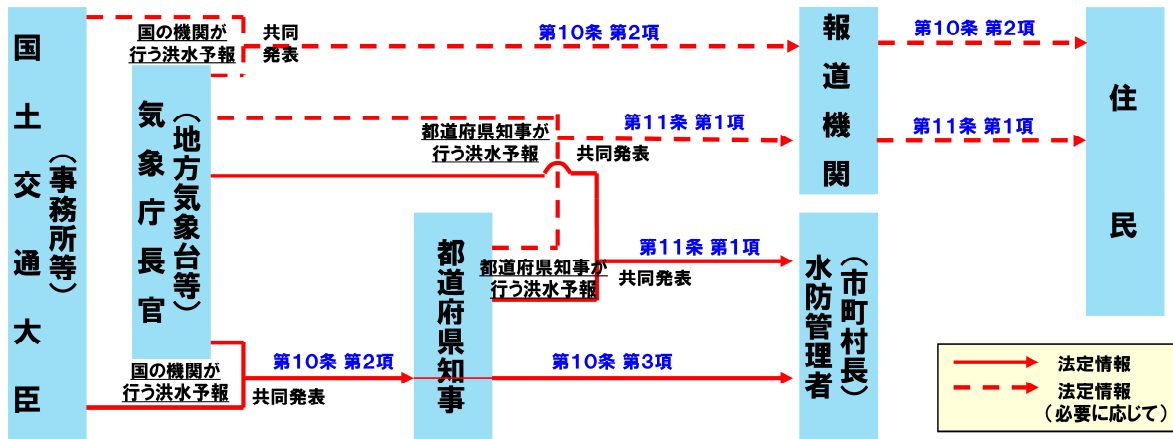 国土交通大臣
（事務所等）
気象庁長官
（地方気象台等）
国の機関が
行う洪水予報
共同
発表
第10条 第2項
報道機関
第10条 第2項
住民
都道府県知事が
行う洪水予報
第11条 第1項
共同発表
第11条 第1項
都道府県知事
都道府県知事が
行う洪水予報
第11条 第1項
共同発表
水防管理者
（市町村長）
国の機関が
行う洪水予報
第10条 第2項
共同発表
第10条 第3項
法定情報
法定情報
（必要に応じて）